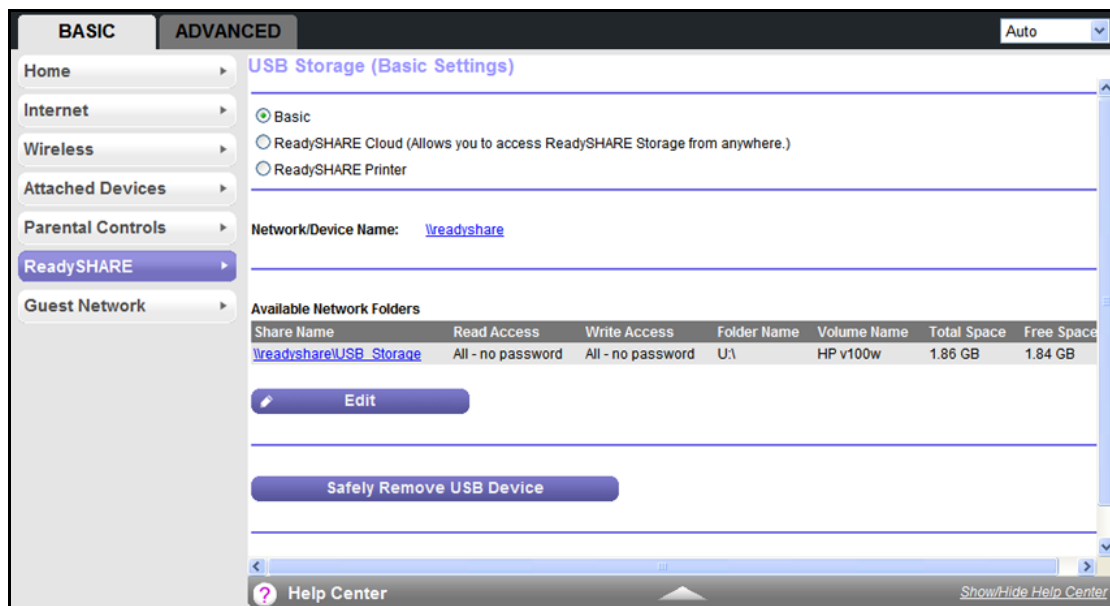 BASIC ADVANCED Auto
Home
Internet
Wireless
Attached Devices
Parental Controls
ReadySHARE
Guest Network
USB Storage (Basic Settings)
Basic
ReadySHARE Cloud (Allows you to access ReadySHARE Storage from anywhere.)
ReadySHARE Printer
Network/Device Name: \\readyshare
Available Network Folders
Share Name Read Access Write Access Folder Name Volume Name Total Space Free Space
\\readyshare\USB_Storage All - no password All - no password U:\ HP v100w 1.86 GB 1.84 GB
Edit
Safely Remove USB Device
? Help Center Show/Hide Help Center